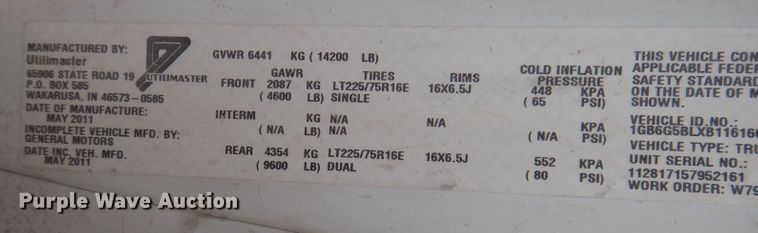 MANUFACTURED BY:
Utilimaster
65906 STATE ROAD 19
P.O. BOX 585
WAKARUSA, IN 46573-0585
DATE OF MANUFACTURE:
MAY 2011
INCOMPLETE VEHICLE MFD. BY:
GENERAL MOTORS
DATE INC. VEH. MFD.
MAY 2011
UTILIMASTER
GVWR 6441 KG ( 14200 LB)
GAWR TIRES RIMS COLD INFLATION PRESSURE
FRONT 2087 KG LT225/75R16E 16X6.5J 448 KPA
( 4600 LB) SINGLE ( 65 PSI)
INTERM KG N/A N/A KPA
( N/A LB) N/A ( N/A PSI)
REAR 4354 KG LT225/75R16E 16X6.5J 552 KPA
( 9600 LB) DUAL ( 80 PSI)
THIS VEHICLE CON
APPLICABLE FEDER
SAFETY STANDARD
ON THE DATE OF M
SHOWN.
VEHICLE ID.NO.:
1GB6G5BLXB111616
VEHICLE TYPE: TRU
UNIT SERIAL NO.:
112817157952161
WORK ORDER: W79
Purple Wave Auction